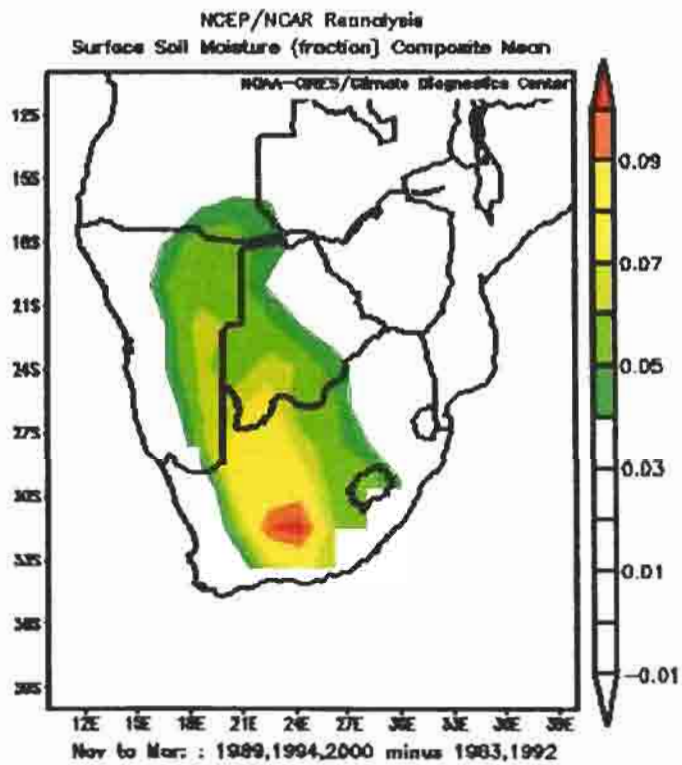 NCEP/NCAR Reanalysis
Surface Soil Moisture (fraction) Composite Mean
NOAA-CIRES/Climate Diagnostics Center
12S
15S
18S
21S
24S
27S
30S
33S
36S
39S
12E
15E
18E
21E
24E
27E
30E
33E
36E
39E
0.09
0.07
0.05
0.03
0.01
-0.01
Nov to Mar: : 1989,1994,2000 minus 1983,1992